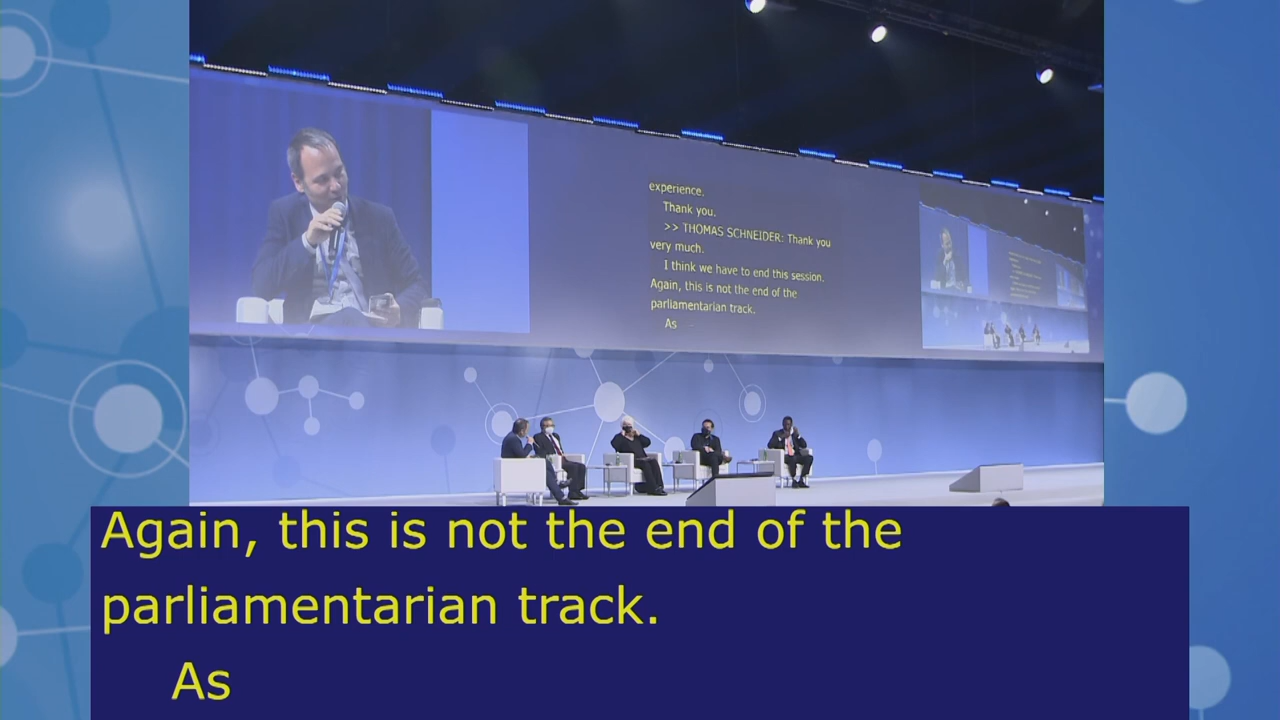 experience.
Thank you.
>> THOMAS SCHNEIDER: Thank you
very much.
I think we have to end this session.
Again, this is not the end of the
parliamentarian track.
As
Again, this is not the end of the
parliamentarian track.
As